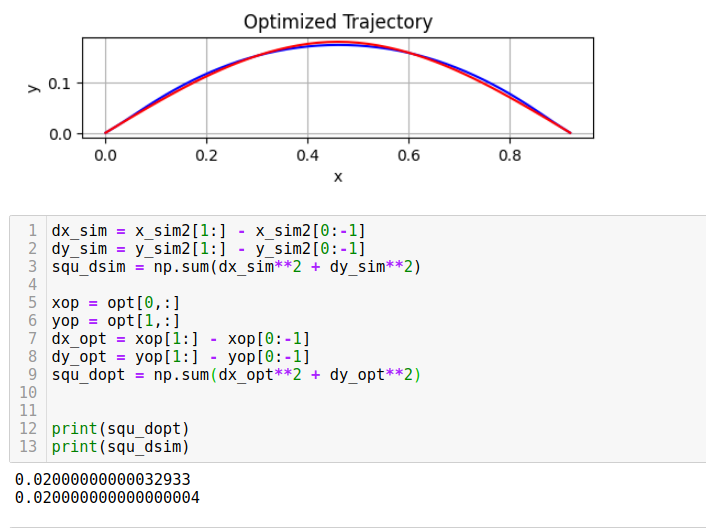 Optimized Trajectory
y
0.1
0.0
0.0 0.2 0.4 0.6 0.8
x
1 dx_sim = x_sim2[1:] - x_sim2[0:-1]
2 dy_sim = y_sim2[1:] - y_sim2[0:-1]
3 squ_dsim = np.sum(dx_sim**2 + dy_sim**2)
4
5 xop = opt[0,:]
6 yop = opt[1,:]
7 dx_opt = xop[1:] - xop[0:-1]
8 dy_opt = yop[1:] - yop[0:-1]
9 squ_dopt = np.sum(dx_opt**2 + dy_opt**2)
10
11
12 print(squ_dopt)
13 print(squ_dsim)
0.02000000000032933
0.020000000000000004